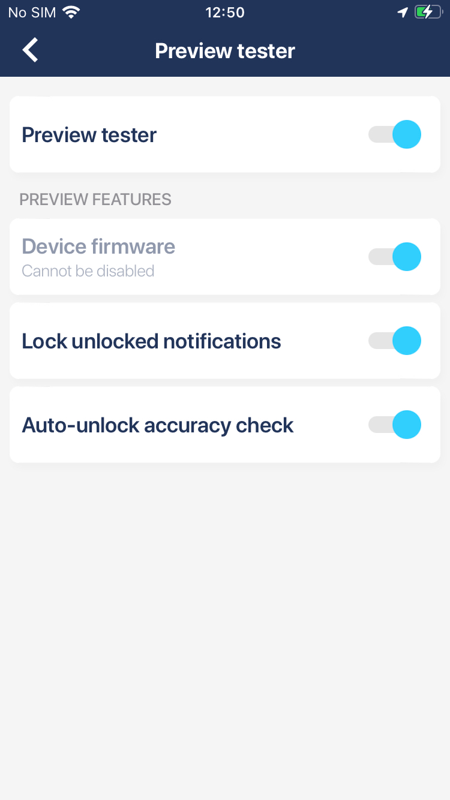 No SIM 12:50
Preview tester
Preview tester
PREVIEW FEATURES
Device firmware
Cannot be disabled
Lock unlocked notifications
Auto-unlock accuracy check